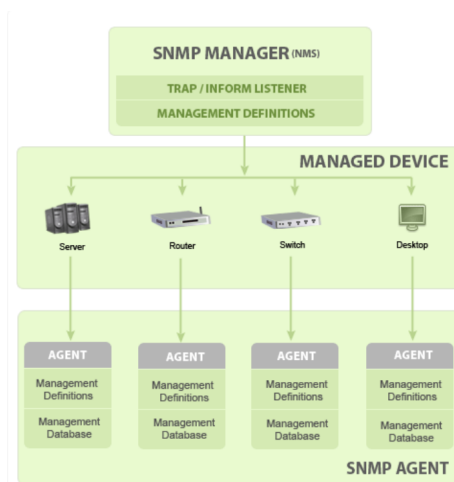 SNMP MANAGER (NMS)
TRAP / INFORM LISTENER
MANAGEMENT DEFINITIONS
MANAGED DEVICE
Server
Router
Switch
Desktop
AGENT
Management
Definitions
Management
Database
AGENT
Management
Definitions
Management
Database
AGENT
Management
Definitions
Management
Database
AGENT
Management
Definitions
Management
Database
SNMP AGENT